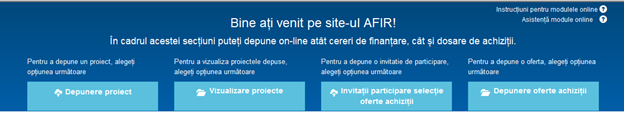 Instrucțiuni pentru modulele online
Asistență module online
Bine ați venit pe site-ul AFIR!
În cadrul acestei secțiuni puteți depune on-line atât cereri de finanțare, cât și dosare de achiziții.
Pentru a depune un proiect, alegeți
opțiunea următoare
Depunere proiect
Pentru a vizualiza proiectele depuse,
alegeți opțiunea următoare
Vizualizare proiecte
Pentru a depune o invitatie de participare,
alegeți opțiunea următoare
Invitații participare selecție
oferte achiziții
Pentru a depune o oferta, alegeți opțiunea
următoare
Depunere oferte achiziții